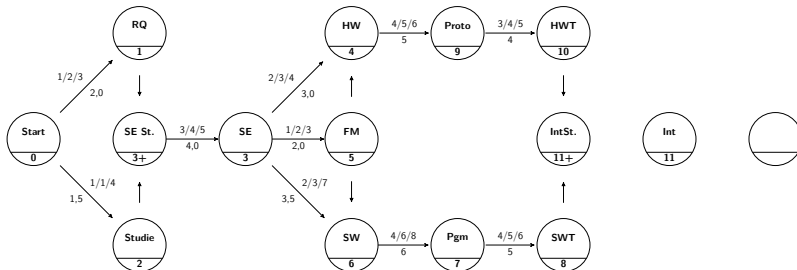 RQ
1
HW
4
4/5/6
5
Proto
9
3/4/5
4
HWT
10
1/2/3
2,0
2/3/4
3,0
Start
0
SE St.
3+
3/4/5
4,0
SE
3
1/2/3
2,0
FM
5
IntSt.
11+
Int
11
1/1/4
1,5
2/3/7
3,5
Studie
2
SW
6
4/6/8
6
Pgm
7
4/5/6
5
SWT
8